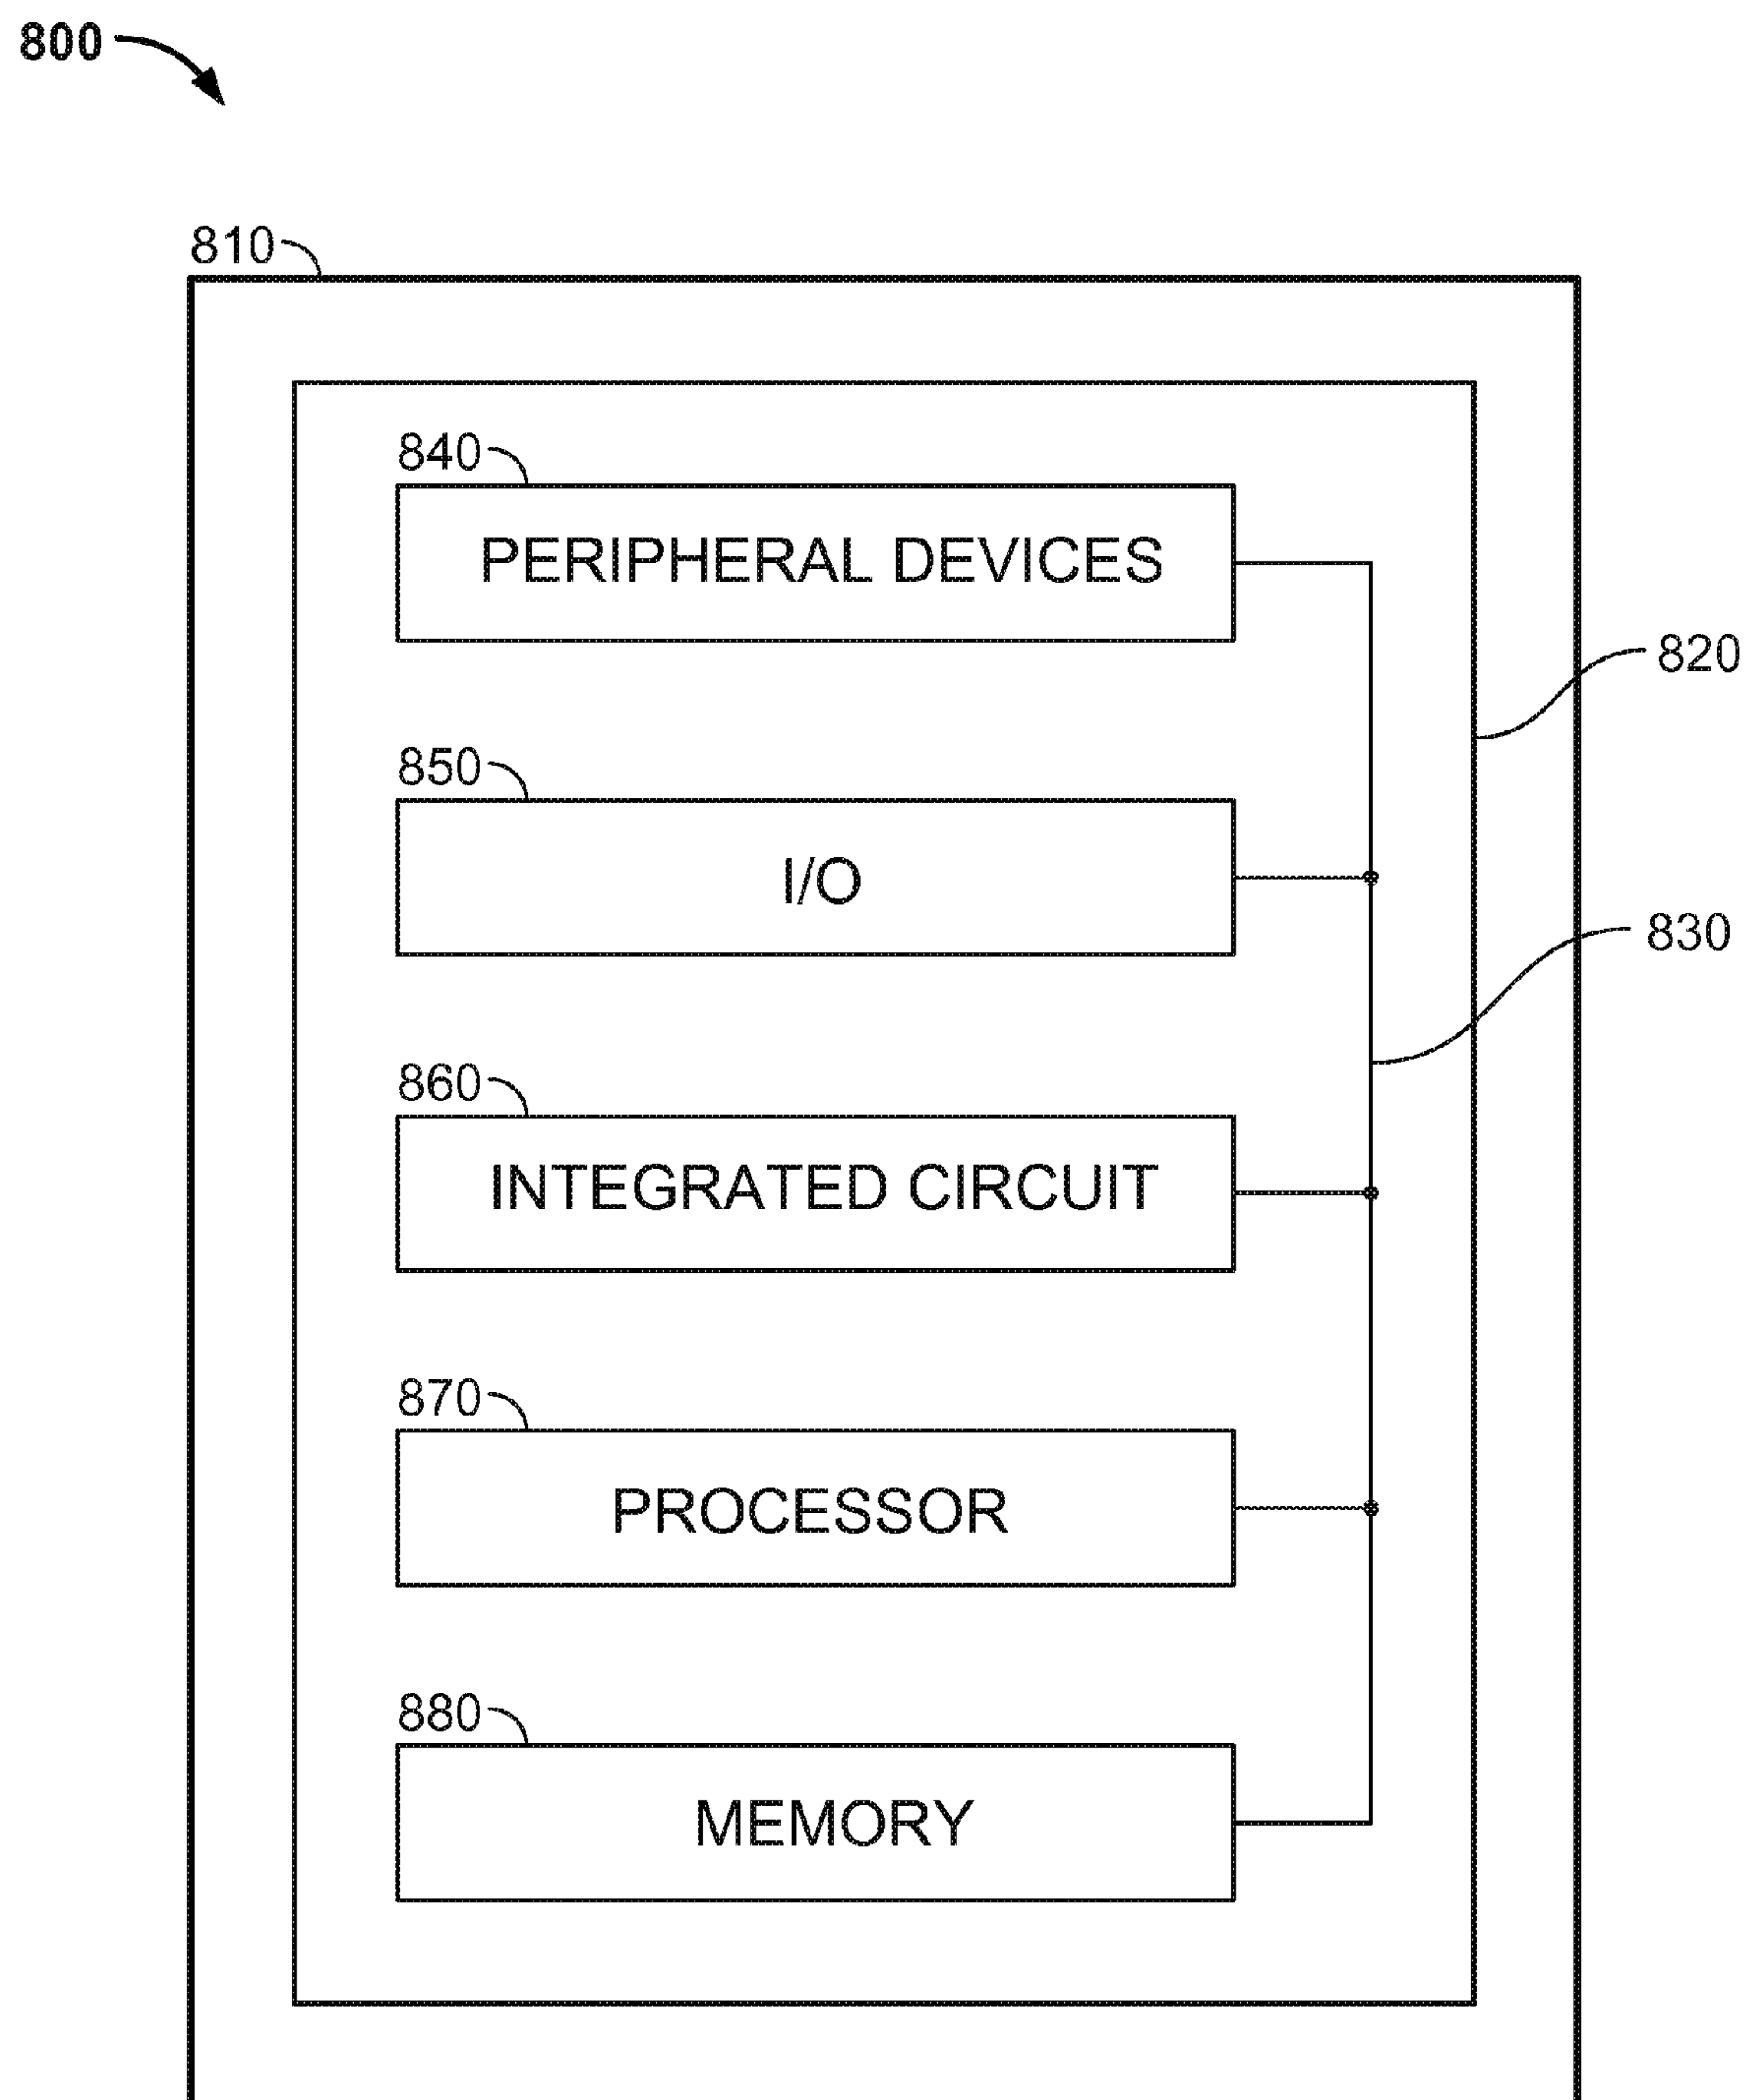 800
810
840
PERIPHERAL DEVICES
820
850
I/O
830
860
INTEGRATED CIRCUIT
870
PROCESSOR
880
MEMORY